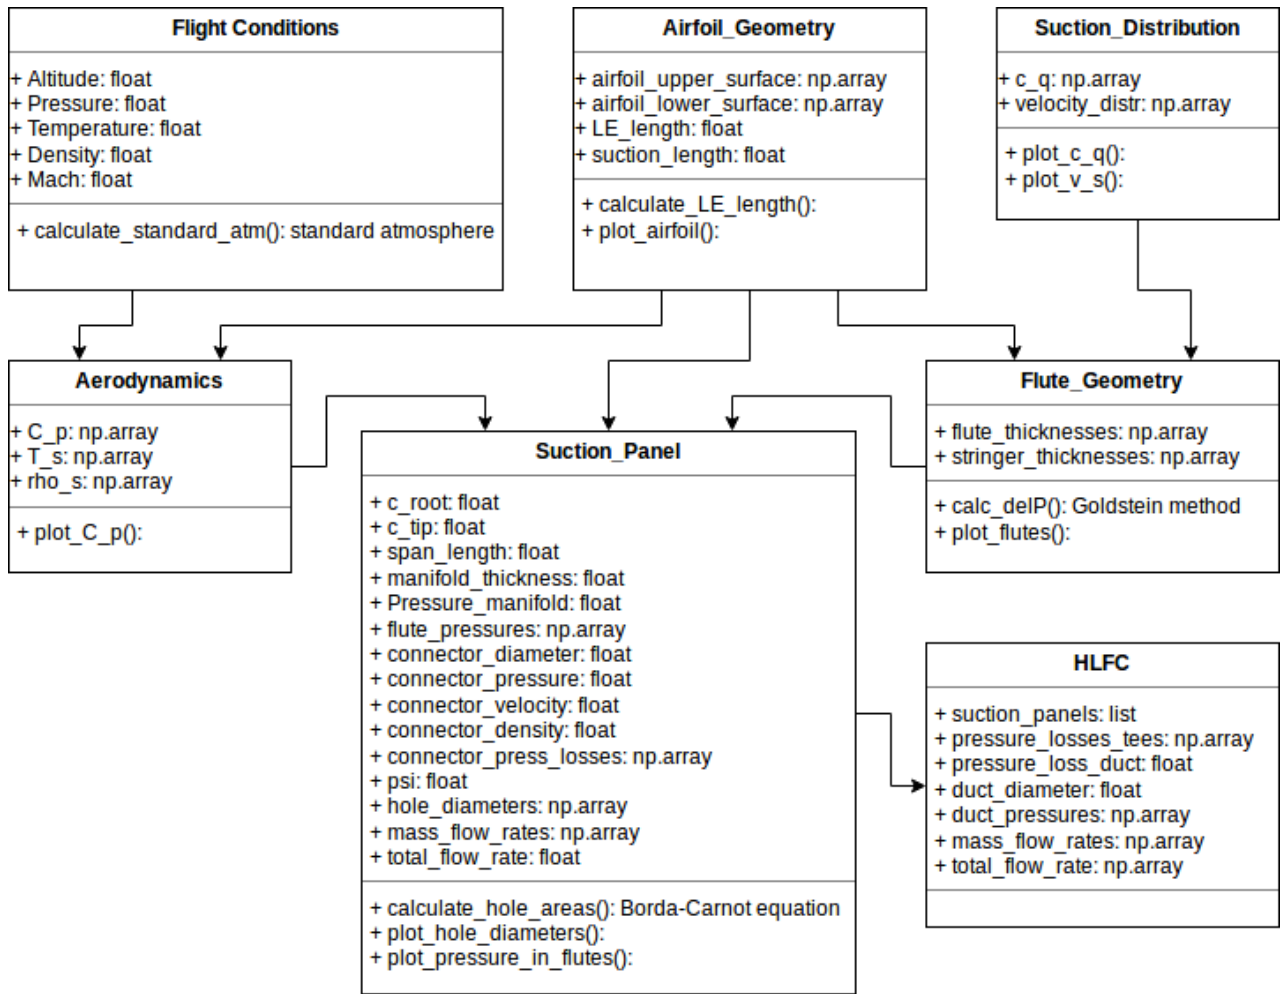 Flight Conditions
+ Altitude: float
+ Pressure: float
+ Temperature: float
+ Density: float
+ Mach: float
+ calculate_standard_atm(): standard atmosphere
Airfoil_Geometry
+ airfoil_upper_surface: np.array
+ airfoil_lower_surface: np.array
+ LE_length: float
+ suction_length: float
+ calculate_LE_length():
+ plot_airfoil():
Suction_Distribution
+ c_q: np.array
+ velocity_distr: np.array
+ plot_c_q():
+ plot_v_s():
Aerodynamics
+ C_p: np.array
+ T_s: np.array
+ rho_s: np.array
+ plot_C_p():
Suction_Panel
+ c_root: float
+ c_tip: float
+ span_length: float
+ manifold_thickness: float
+ Pressure_manifold: float
+ flute_pressures: np.array
+ connector_diameter: float
+ connector_pressure: float
+ connector_velocity: float
+ connector_density: float
+ connector_press_losses: np.array
+ psi: float
+ hole_diameters: np.array
+ mass_flow_rates: np.array
+ total_flow_rate: float
+ calculate_hole_areas(): Borda-Carnot equation
+ plot_hole_diameters():
+ plot_pressure_in_flutes():
Flute_Geometry
+ flute_thicknesses: np.array
+ stringer_thicknesses: np.array
+ calc_delP(): Goldstein method
+ plot_flutes():
HLFC
+ suction_panels: list
+ pressure_losses_tees: np.array
+ pressure_loss_duct: float
+ duct_diameter: float
+ duct_pressures: np.array
+ mass_flow_rates: np.array
+ total_flow_rate: np.array